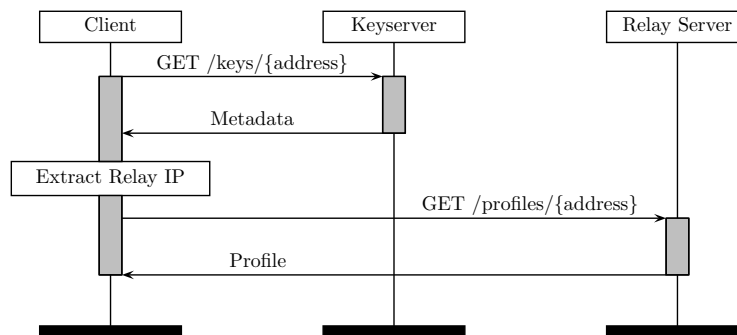 Client
Keyserver
Relay Server
GET /keys/{address}
Metadata
Extract Relay IP
GET /profiles/{address}
Profile